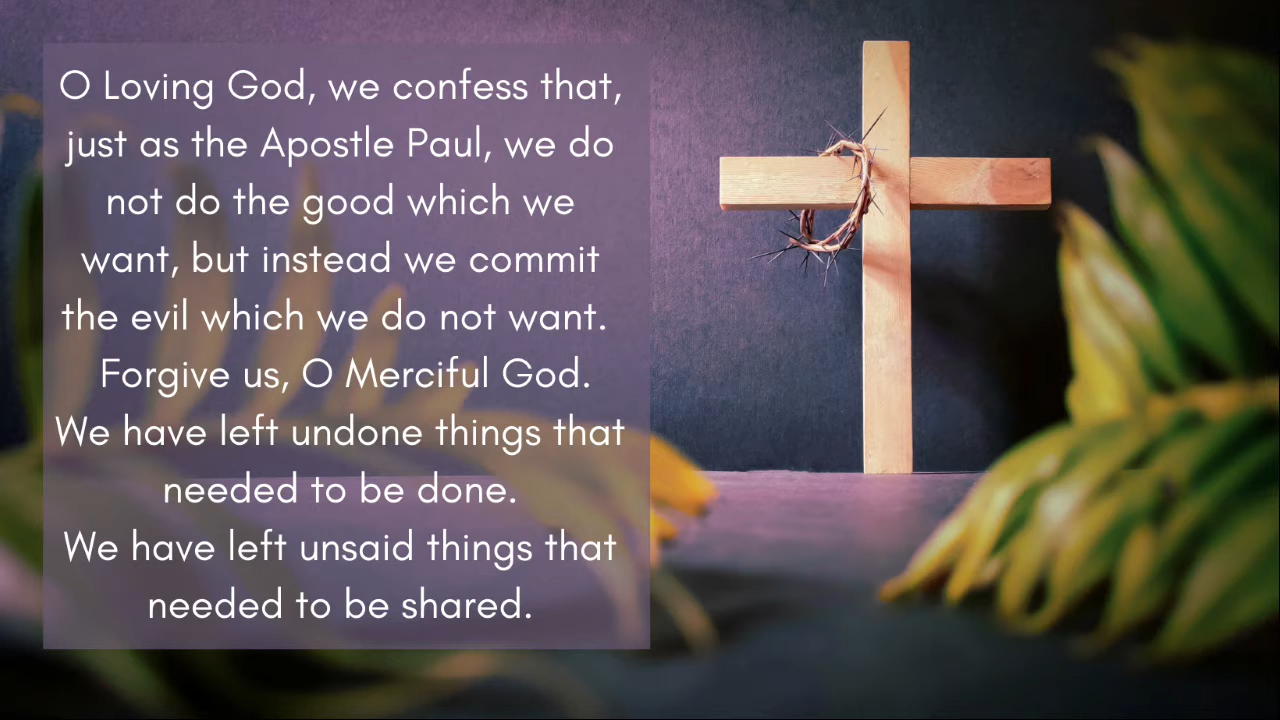 O Loving God, we confess that,
just as the Apostle Paul, we do
not do the good which we
want, but instead we commit
the evil which we do not want.
Forgive us, O Merciful God.
We have left undone things that
needed to be done.
We have left unsaid things that
needed to be shared.